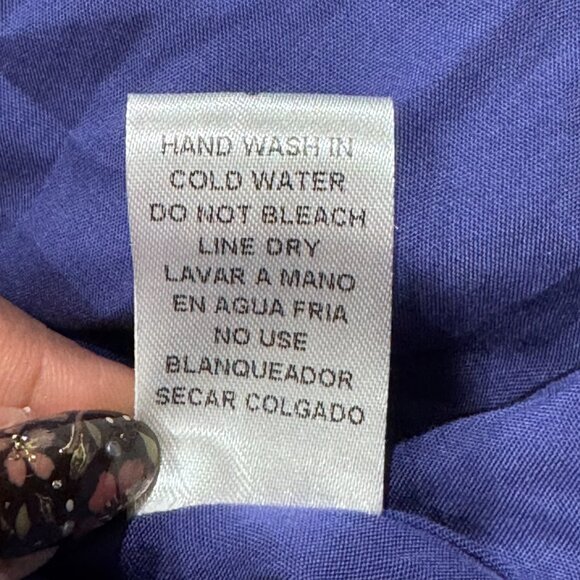 HAND WASH IN
COLD WATER
DO NOT BLEACH
LINE DRY
LAVAR A MANO
EN AGUA FRIA
NO USE
BLANQUEADOR
SECAR COLGADO